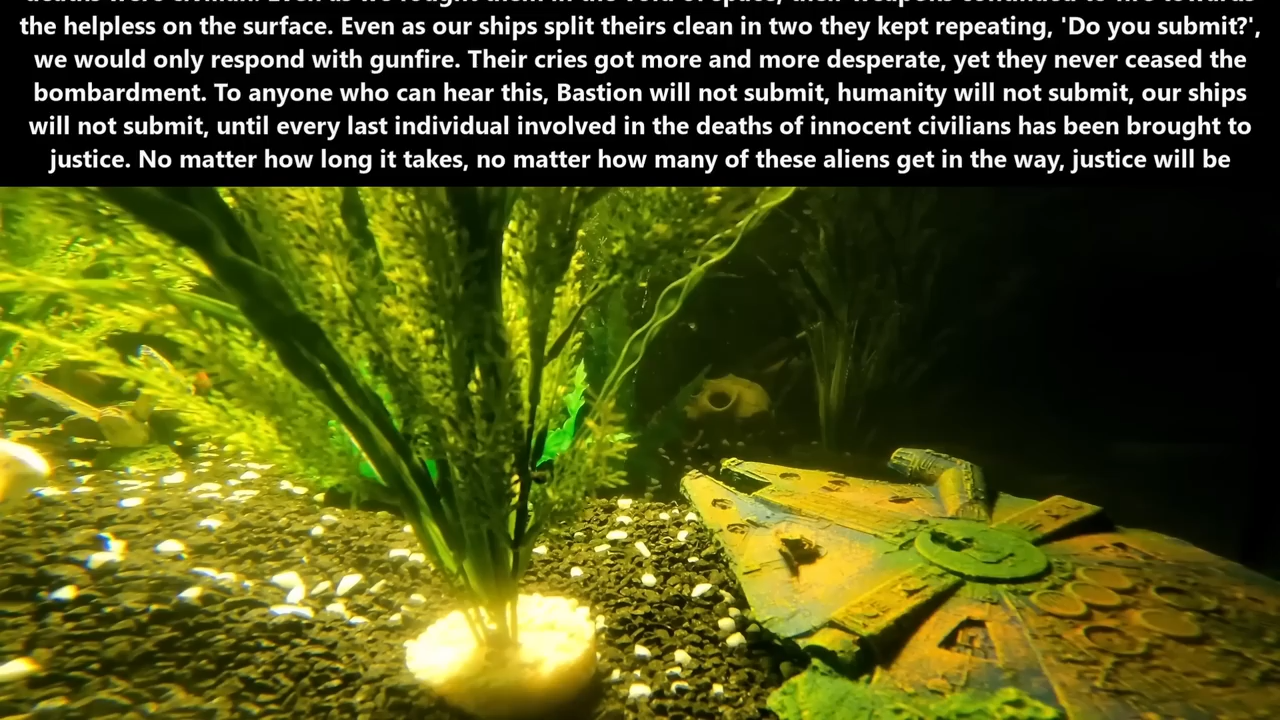 the helpless on the surface. Even as our ships split theirs clean in two they kept repeating, 'Do you submit?',
we would only respond with gunfire. Their cries got more and more desperate, yet they never ceased the
bombardment. To anyone who can hear this, Bastion will not submit, humanity will not submit, our ships
will not submit, until every last individual involved in the deaths of innocent civilians has been brought to
justice. No matter how long it takes, no matter how many of these aliens get in the way, justice will be